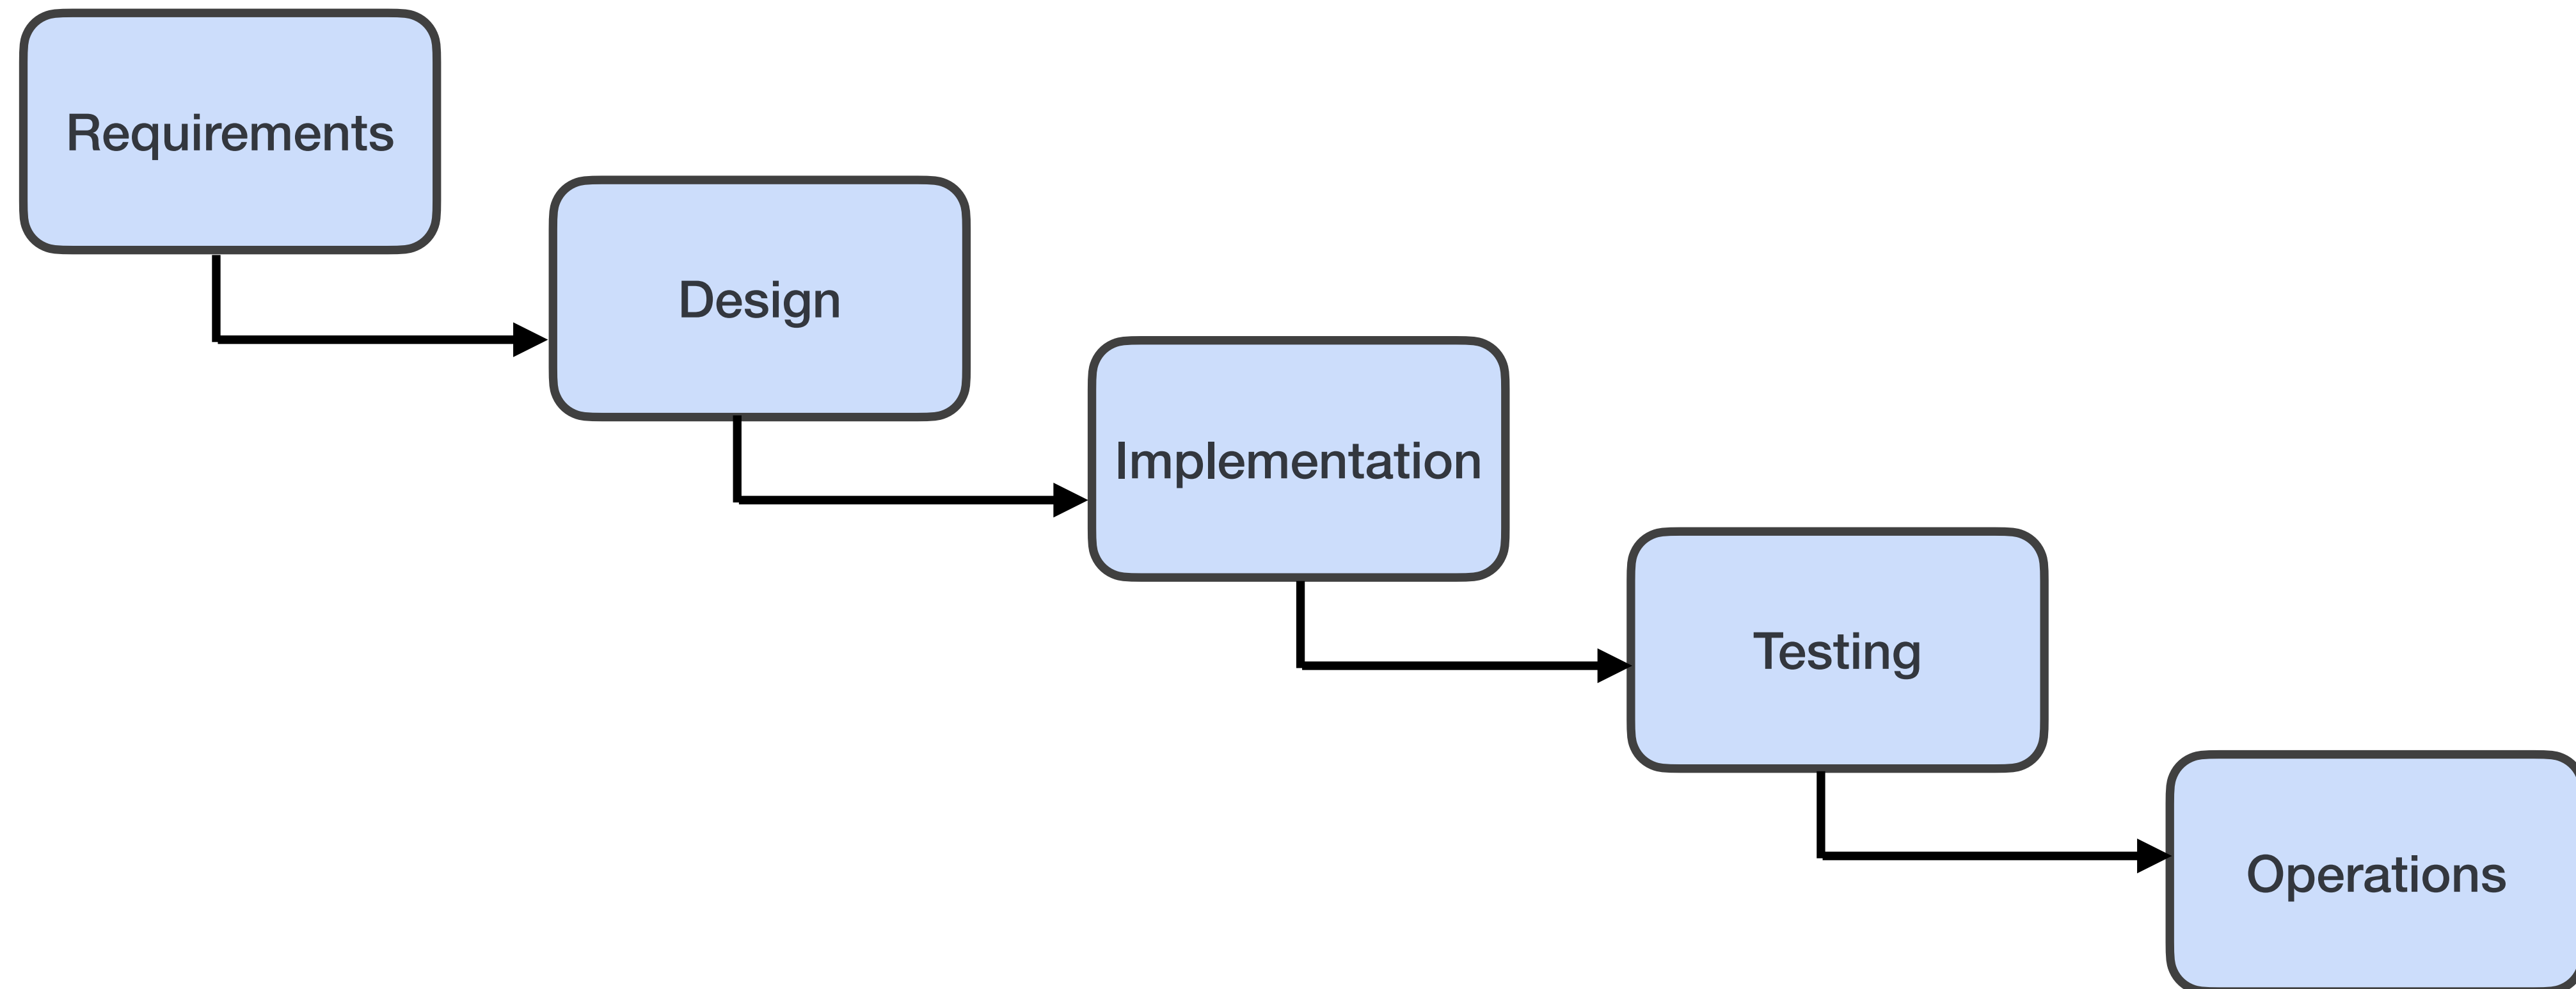 Requirements
Design
Implementation
Testing
Operations